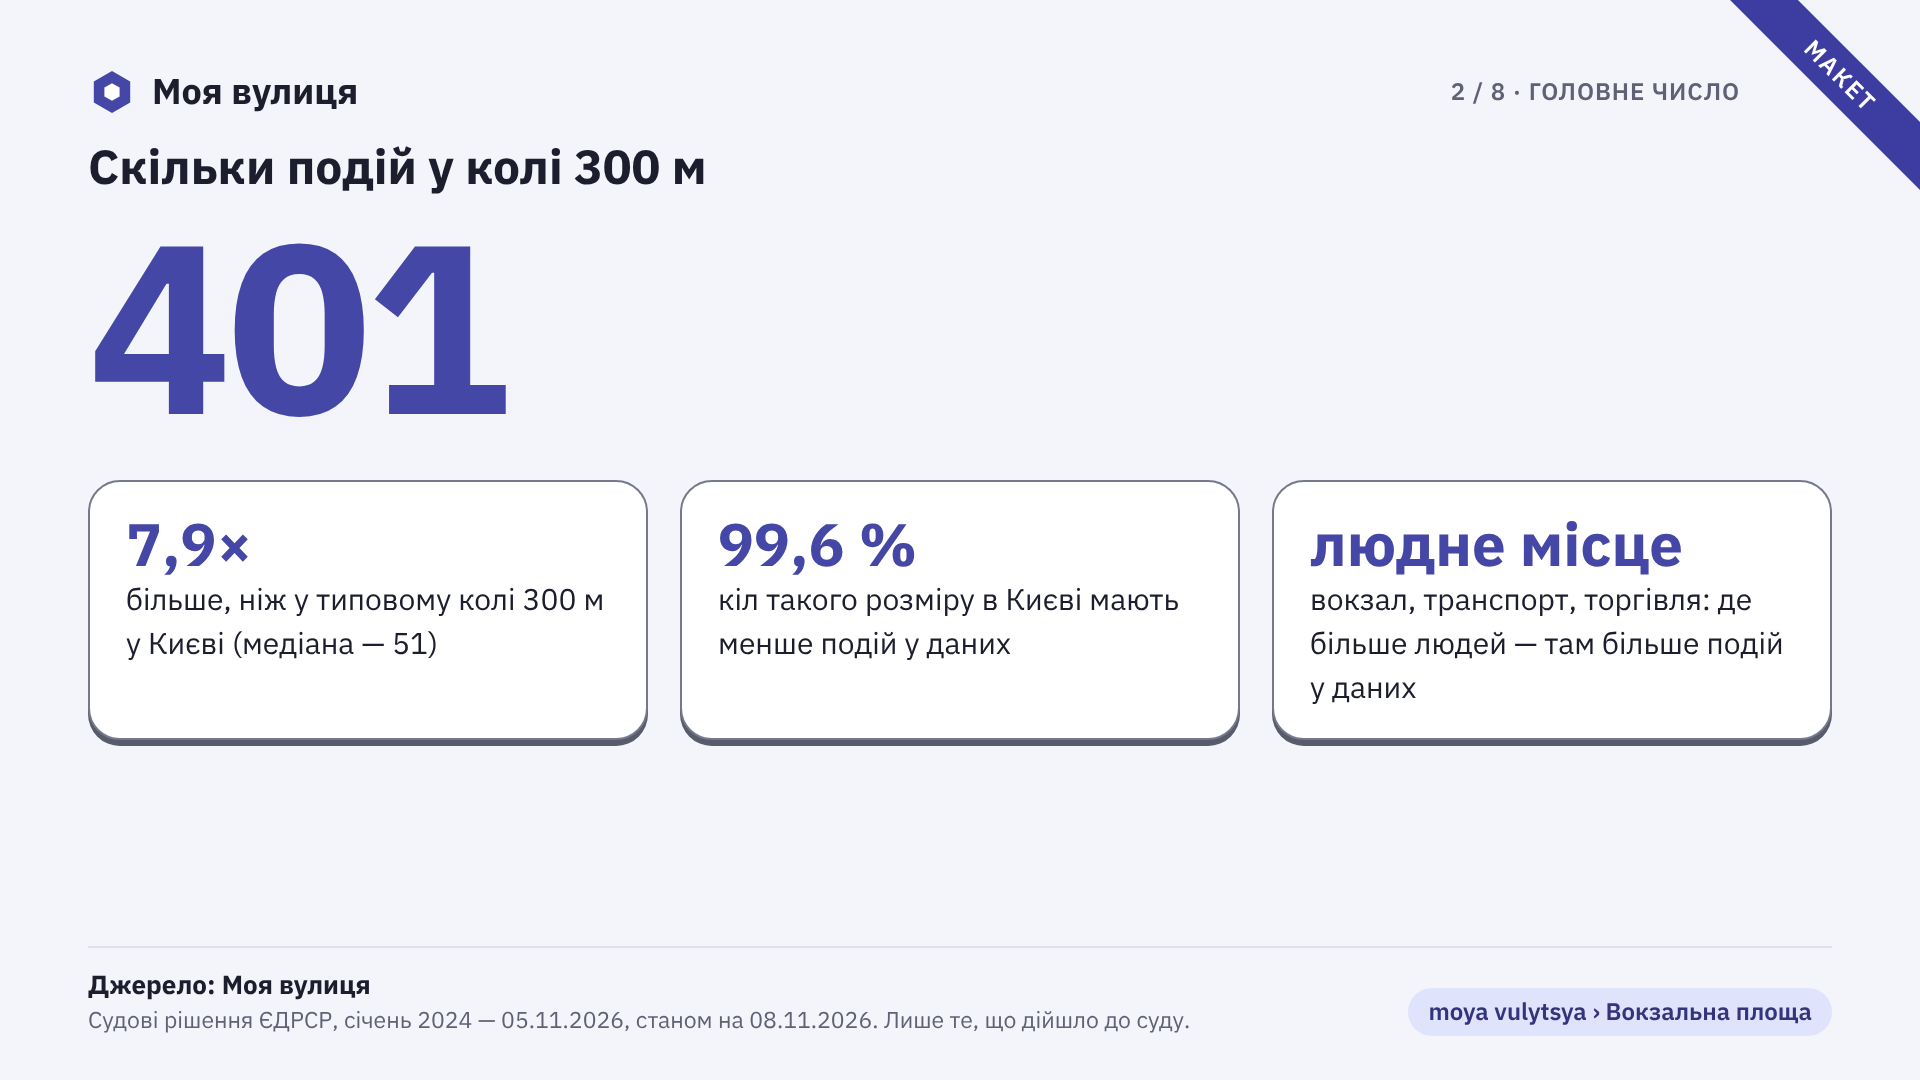 Моя вулиця
2 / 8 · ГОЛОВНЕ ЧИСЛО
МАКЕТ
Скільки подій у колі 300 м
401
7,9×
більше, ніж у типовому колі 300 м
у Києві (медіана — 51)
99,6 %
кіл такого розміру в Києві мають
менше подій у даних
людне місце
вокзал, транспорт, торгівля: де
більше людей — там більше подій
у даних
Джерело: Моя вулиця
Судові рішення ЄДРСР, січень 2024 — 05.11.2026, станом на 08.11.2026. Лише те, що дійшло до суду.
moya vulytsya › Вокзальна площа